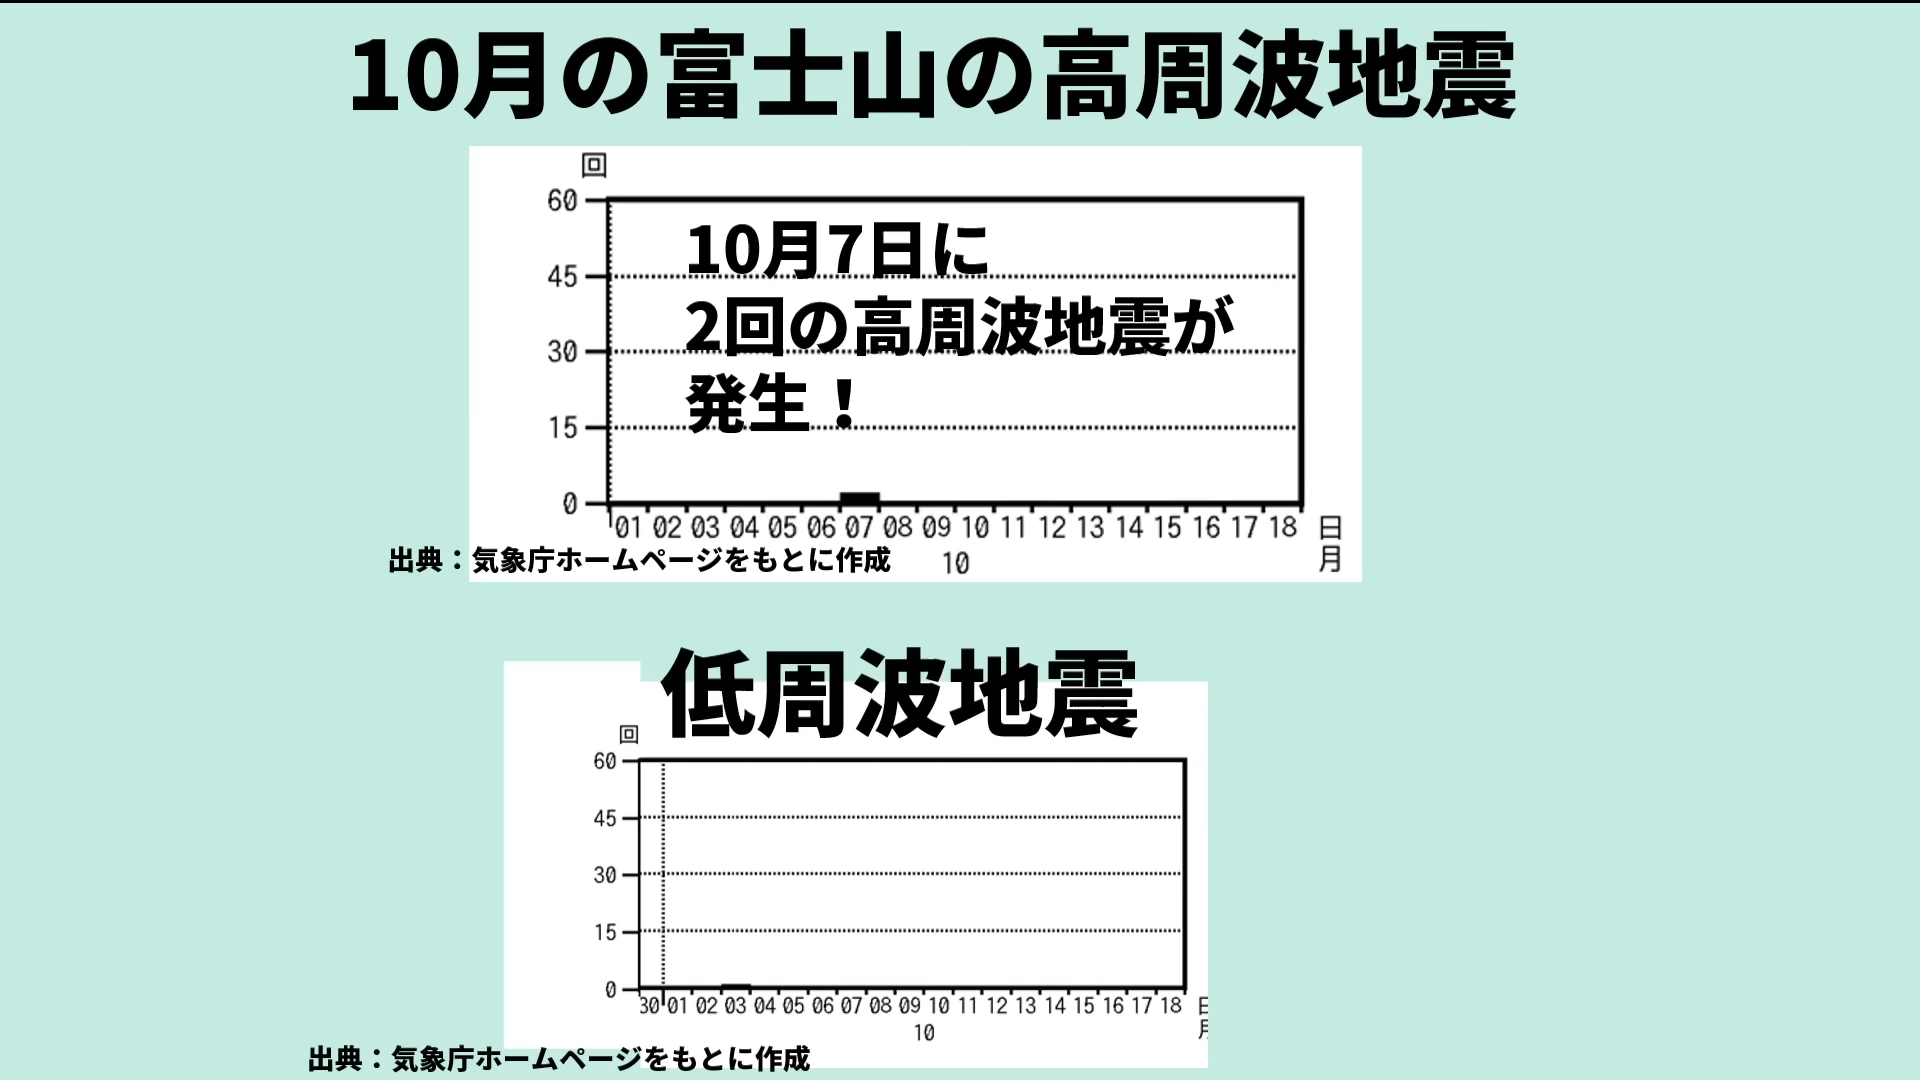 10月の富士山の高周波地震
回
60
10月7日に
45
2回の高周波地震が
30
発生！
15
0
01 02 03 04 05 06 07 08 09 10 11 12 13 14 15 16 17 18 日
出典：気象庁ホームページをもとに作成 10 月
低周波地震
回
60
45
30
15
0
30 01 02 03 04 05 06 07 08 09 10 11 12 13 14 15 16 17 18 日
10 月
出典：気象庁ホームページをもとに作成